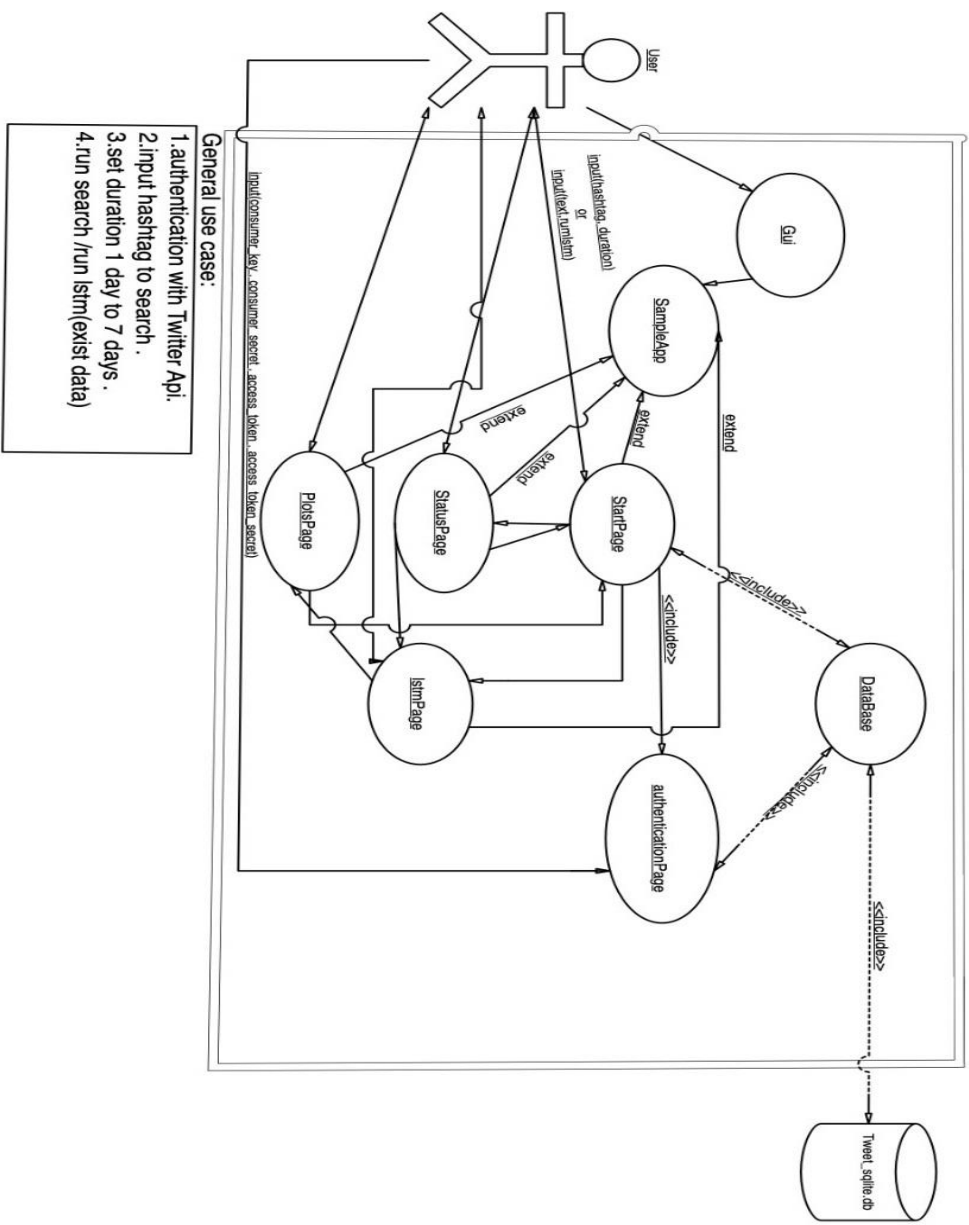 User
Gui
DataBase
Tweet_sqlite.db
<<include>>
<<include>>
<<include>>
extend
SampleApp
input(hashtag, duration)
or
input(text.rumlstm)
extend
StartPage
<<include>>
authenticationPage
extend
StatusPage
extend
lstmPage
PlotsPage
input(consumer_key , consumer_secret , access_token , access_token_secret)
General use case:
1.authentication with Twitter Api.
2.input hashtag to search .
3.set duration 1 day to 7 days .
4.run search /run lstm(exist data)